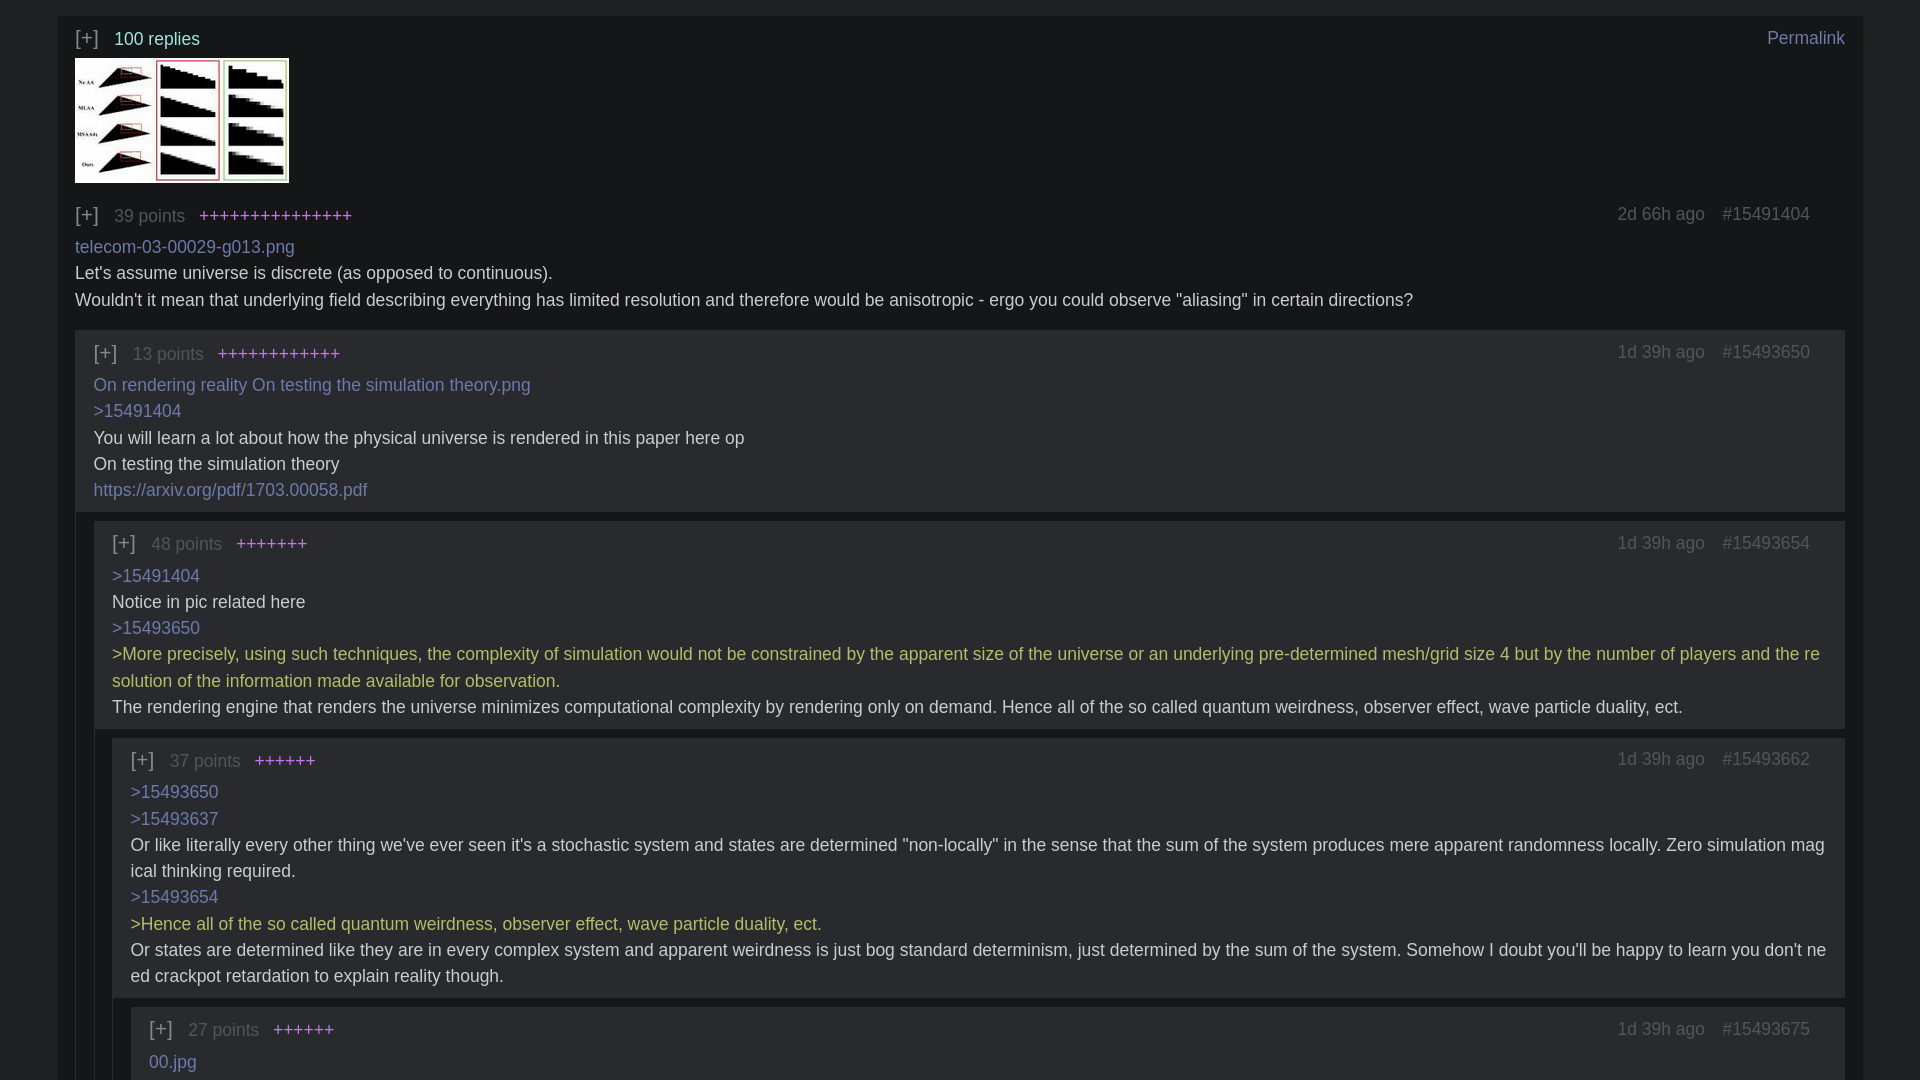 [+] 100 replies Permalink
No AA
MLAA
MSAA4x
Ours
[+] 39 points +++++++++++++++ 2d 66h ago #15491404
telecom-03-00029-g013.png
Let's assume universe is discrete (as opposed to continuous).
Wouldn't it mean that underlying field describing everything has limited resolution and therefore would be anisotropic - ergo you could observe "aliasing" in certain directions?
[+] 13 points ++++++++++++ 1d 39h ago #15493650
On rendering reality On testing the simulation theory.png
>15491404
You will learn a lot about how the physical universe is rendered in this paper here op
On testing the simulation theory
https://arxiv.org/pdf/1703.00058.pdf
[+] 48 points +++++++ 1d 39h ago #15493654
>15491404
Notice in pic related here
>15493650
>More precisely, using such techniques, the complexity of simulation would not be constrained by the apparent size of the universe or an underlying pre-determined mesh/grid size 4 but by the number of players and the re
solution of the information made available for observation.
The rendering engine that renders the universe minimizes computational complexity by rendering only on demand. Hence all of the so called quantum weirdness, observer effect, wave particle duality, ect.
[+] 37 points ++++++ 1d 39h ago #15493662
>15493650
>15493637
Or like literally every other thing we've ever seen it's a stochastic system and states are determined "non-locally" in the sense that the sum of the system produces mere apparent randomness locally. Zero simulation mag
ical thinking required.
>15493654
>Hence all of the so called quantum weirdness, observer effect, wave particle duality, ect.
Or states are determined like they are in every complex system and apparent weirdness is just bog standard determinism, just determined by the sum of the system. Somehow I doubt you'll be happy to learn you don't ne
ed crackpot retardation to explain reality though.
[+] 27 points ++++++ 1d 39h ago #15493675
00.jpg